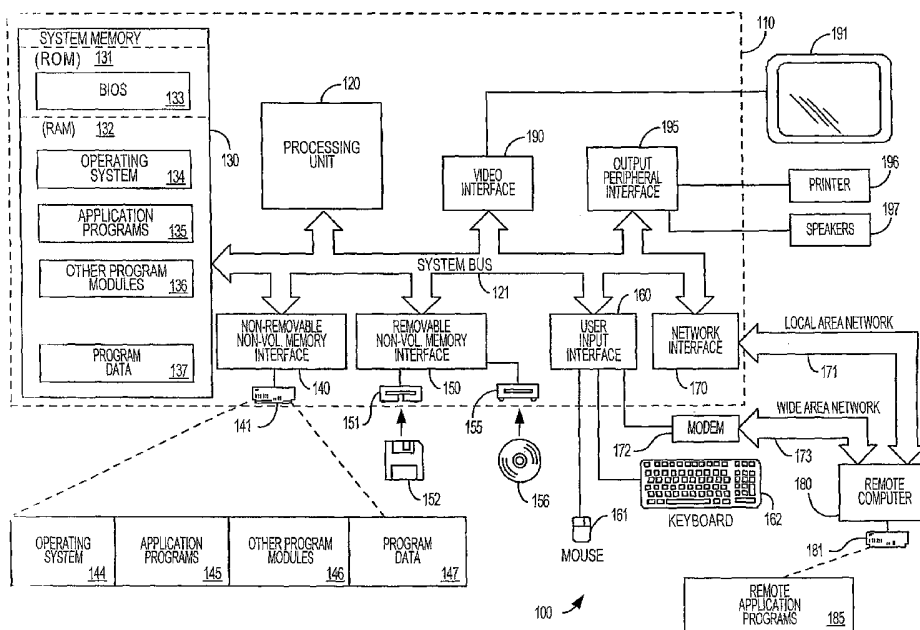 SYSTEM MEMORY
(ROM) 131
BIOS 133
(RAM) 132
OPERATING
SYSTEM 134
APPLICATION
PROGRAMS 135
OTHER PROGRAM
MODULES 136
PROGRAM
DATA 137
130
120
PROCESSING
UNIT
110
191
190
VIDEO
INTERFACE
195
OUTPUT
PERIPHERAL
INTERFACE
PRINTER
196
SPEAKERS
197
SYSTEM BUS
121
NON-REMOVABLE
NON-VOL. MEMORY
INTERFACE
140
REMOVABLE
NON-VOL. MEMORY
INTERFACE
150
160
USER
INPUT
INTERFACE
NETWORK
INTERFACE
170
LOCAL AREA NETWORK
171
141
151
155
WIDE AREA NETWORK
MODEM
172
173
152
156
161
MOUSE
KEYBOARD
162
180
REMOTE
COMPUTER
181
OPERATING
SYSTEM 144
APPLICATION
PROGRAMS 145
OTHER PROGRAM
MODULES 146
PROGRAM
DATA 147
100
REMOTE
APPLICATION
PROGRAMS 185